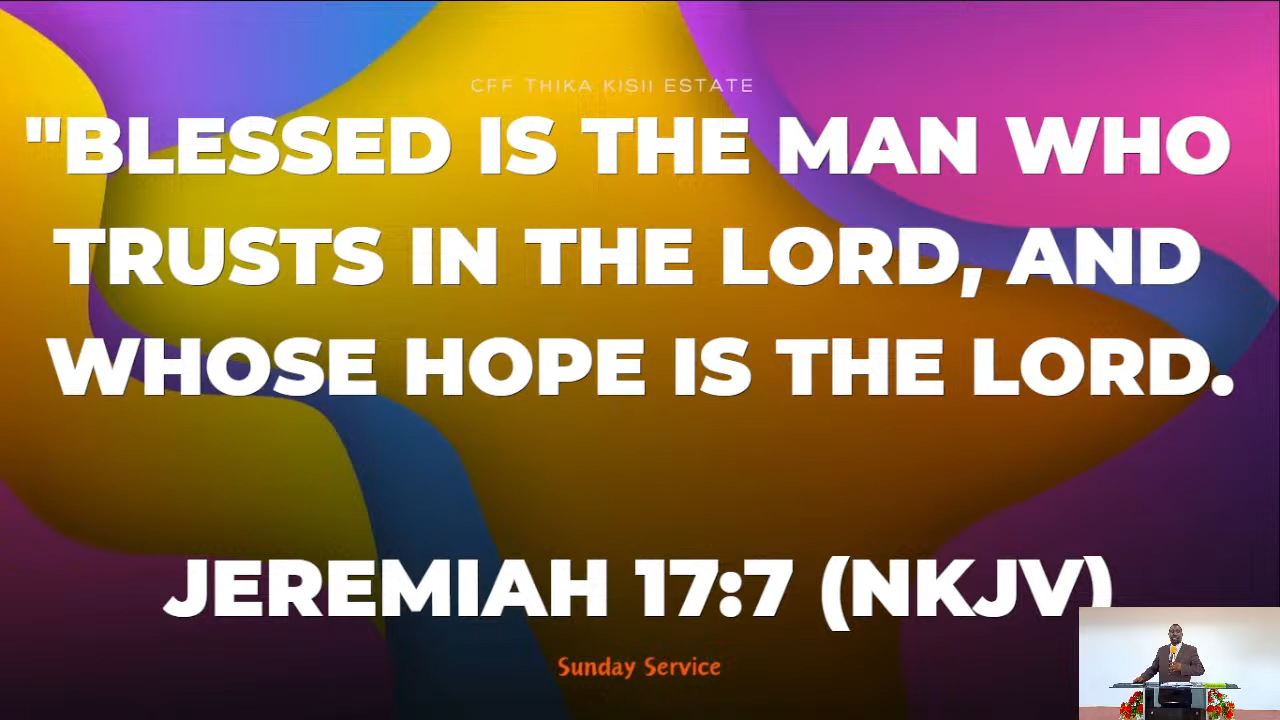 CFF THIKA KISII ESTATE
"BLESSED IS THE MAN WHO
TRUSTS IN THE LORD, AND
WHOSE HOPE IS THE LORD.
JEREMIAH 17:7 (NKJV)
Sunday Service